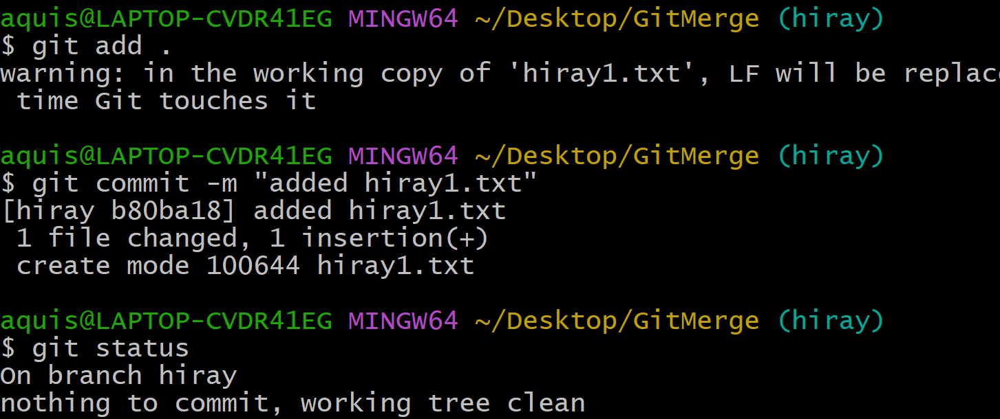 aquis@LAPTOP-CVDR41EG MINGW64 ~/Desktop/GitMerge (hiray)
$ git add .
warning: in the working copy of 'hiray1.txt', LF will be replac
 time Git touches it
aquis@LAPTOP-CVDR41EG MINGW64 ~/Desktop/GitMerge (hiray)
$ git commit -m "added hiray1.txt"
[hiray b80ba18] added hiray1.txt
 1 file changed, 1 insertion(+)
 create mode 100644 hiray1.txt
aquis@LAPTOP-CVDR41EG MINGW64 ~/Desktop/GitMerge (hiray)
$ git status
On branch hiray
nothing to commit, working tree clean